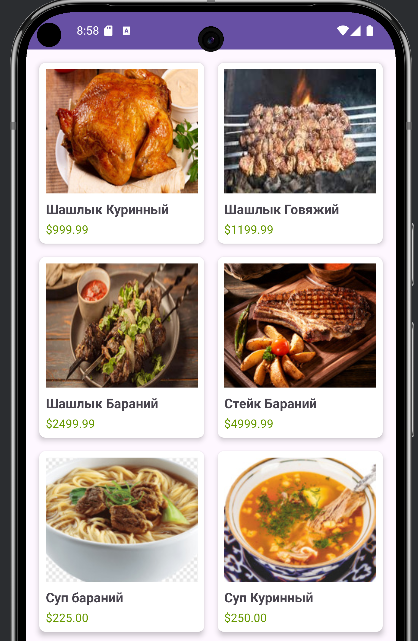 8:58
Шашлык Куринный
$999.99
Шашлык Говяжий
$1199.99
Шашлык Бараний
$2499.99
Стейк Бараний
$4999.99
Суп бараний
$225.00
Суп Куринный
$250.00